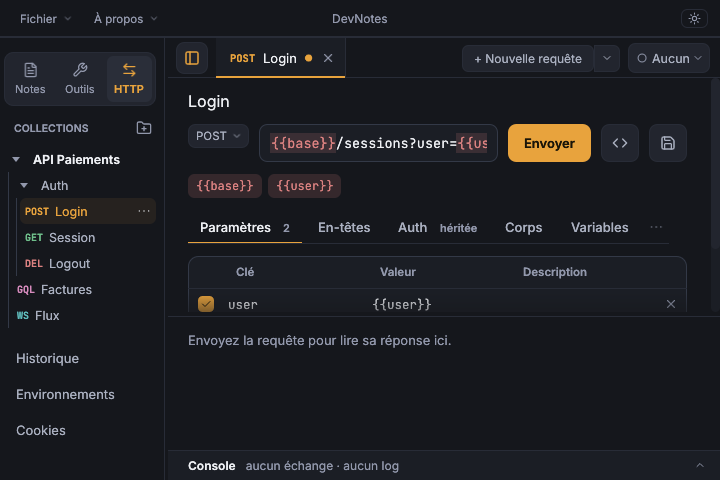 Fichier À propos DevNotes
Notes Outils HTTP
POST Login
+ Nouvelle requête Aucun
COLLECTIONS
API Paiements
Auth
POST Login ···
GET Session
DEL Logout
GQL Factures
WS Flux
Historique
Environnements
Cookies
Login
POST {{base}}/sessions?user={{us Envoyer
{{base}} {{user}}
Paramètres 2 En-têtes Auth héritée Corps Variables ···
Clé Valeur Description
user {{user}}
Envoyez la requête pour lire sa réponse ici.
Console aucun échange · aucun log